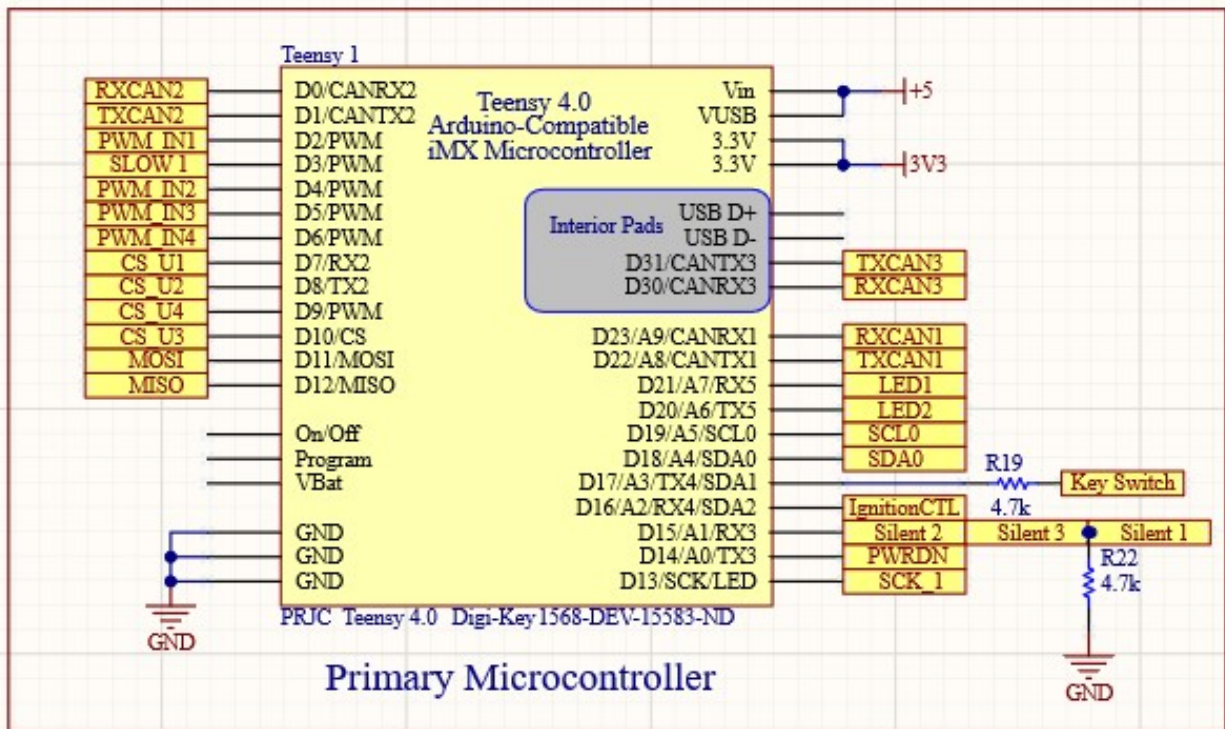 Teensy 1
RXCAN2 D0/CANRX2 Vin +5
TXCAN2 D1/CANTX2 Teensy 4.0 VUSB
PWM_IN1 D2/PWM Arduino-Compatible 3.3V
SLOW 1 D3/PWM iMX Microcontroller 3.3V 3V3
PWM_IN2 D4/PWM
PWM_IN3 D5/PWM Interior Pads USB D+
PWM_IN4 D6/PWM USB D-
CS_U1 D7/RX2 D31/CANTX3 TXCAN3
CS_U2 D8/TX2 D30/CANRX3 RXCAN3
CS_U4 D9/PWM
CS_U3 D10/CS D23/A9/CANRX1 RXCAN1
MOSI D11/MOSI D22/A8/CANTX1 TXCAN1
MISO D12/MISO D21/A7/RX5 LED1
D20/A6/TX5 LED2
On/Off D19/A5/SCL0 SCL0
Program D18/A4/SDA0 SDA0 R19
VBat D17/A3/TX4/SDA1 Key Switch
D16/A2/RX4/SDA2 IgnitionCTL 4.7k
GND D15/A1/RX3 Silent 2 Silent 3 Silent 1
GND D14/A0/TX3 PWRDN R22
GND D13/SCK/LED SCK_1 4.7k
PRJC Teensy 4.0 Digi-Key 1568-DEV-15583-ND
GND
Primary Microcontroller
GND